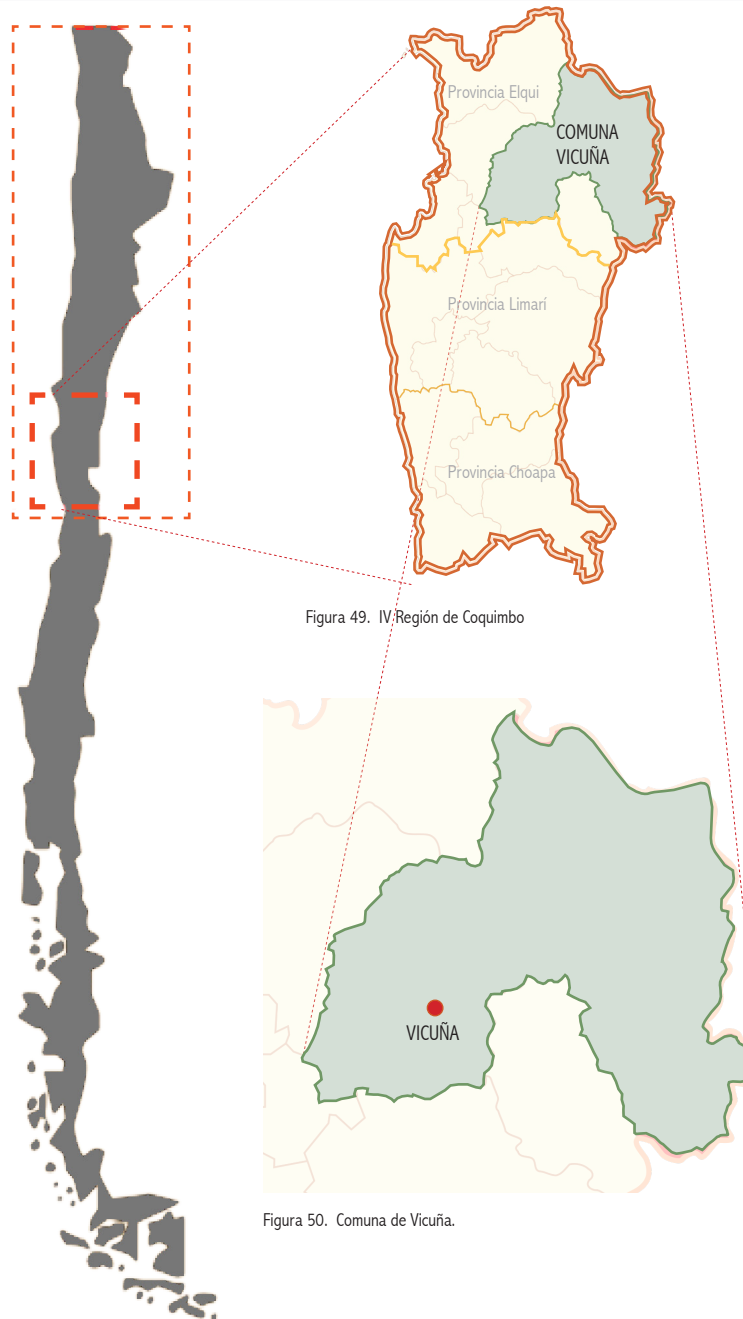 Provincia Elqui
COMUNA
VICUÑA
Provincia Limarí
Provincia Choapa
Figura 49. IV Región de Coquimbo
VICUÑA
Figura 50. Comuna de Vicuña.